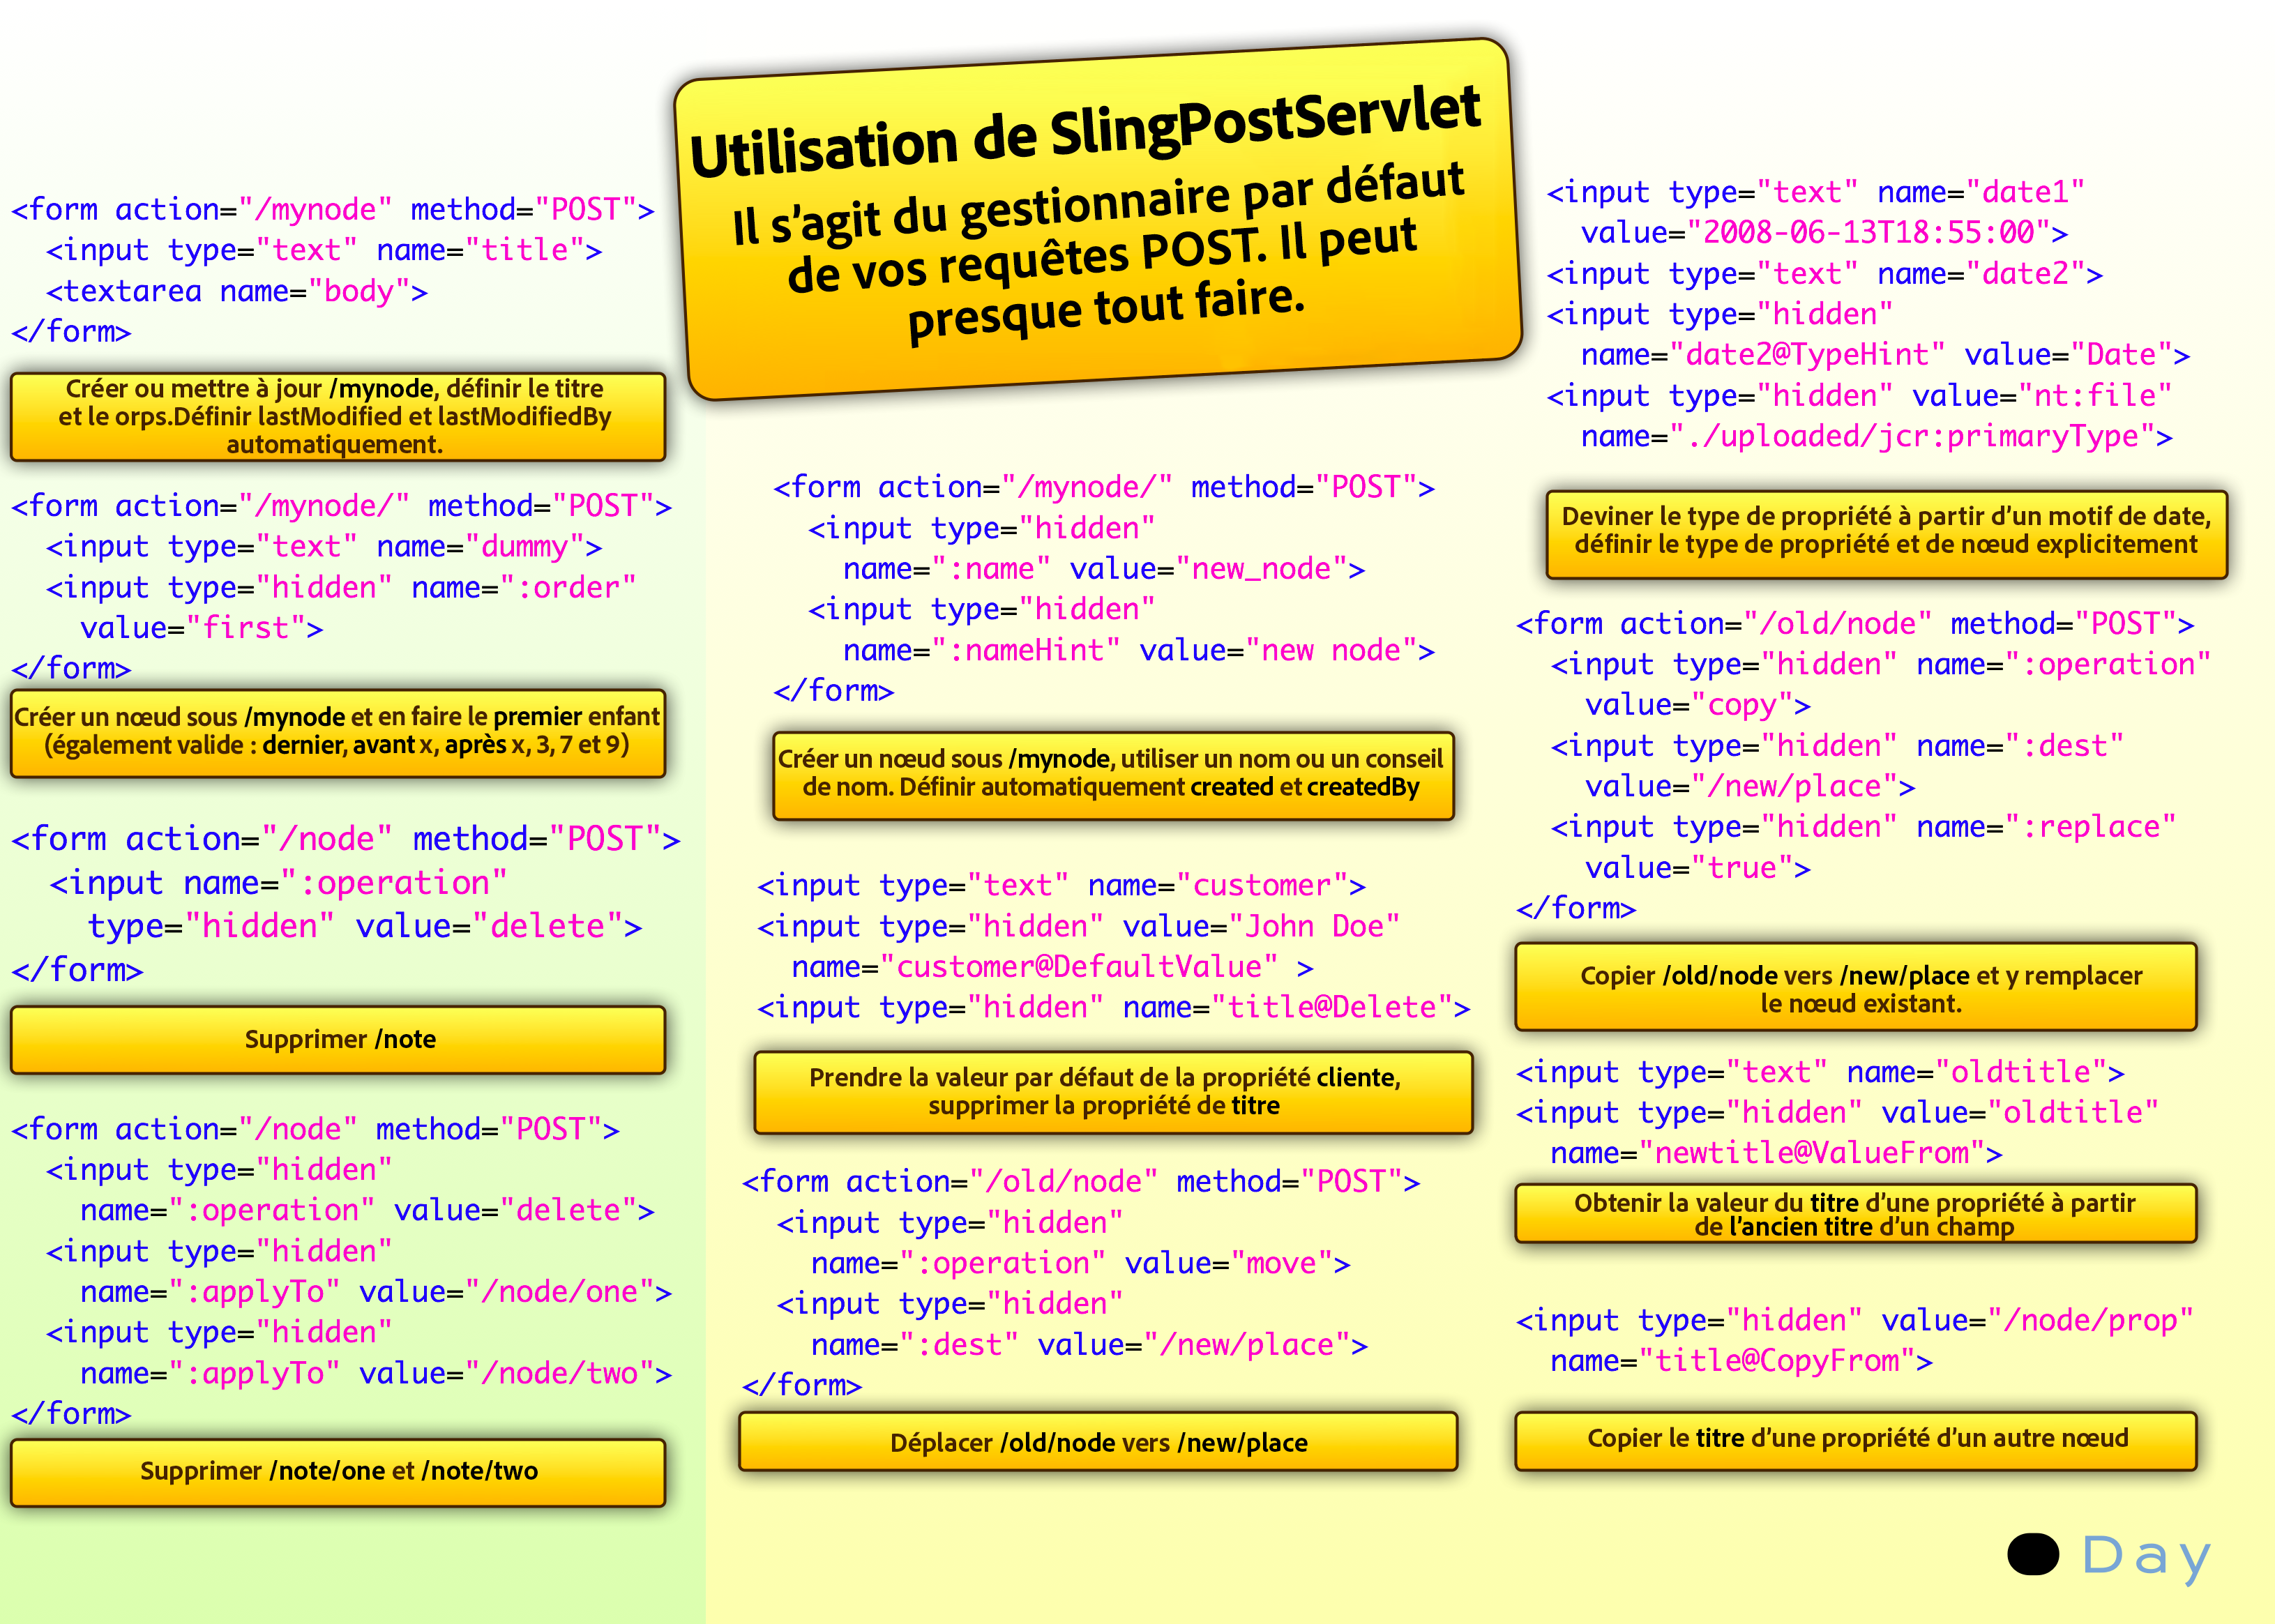 Utilisation de SlingPostServlet
Il s’agit du gestionnaire par défaut
de vos requêtes POST. Il peut
presque tout faire.
<form action="/mynode" method="POST">
<input type="text" name="title">
<textarea name="body">
</form>
Créer ou mettre à jour /mynode, définir le titre
et le orps.Définir lastModified et lastModifiedBy
automatiquement.
<form action="/mynode/" method="POST">
<input type="text" name="dummy">
<input type="hidden" name=":order"
value="first">
</form>
Créer un nœud sous /mynode et en faire le premier enfant
(également valide : dernier, avant x, après x, 3, 7 et 9)
<form action="/node" method="POST">
<input name=":operation"
type="hidden" value="delete">
</form>
Supprimer /note
<form action="/node" method="POST">
<input type="hidden"
name=":operation" value="delete">
<input type="hidden"
name=":applyTo" value="/node/one">
<input type="hidden"
name=":applyTo" value="/node/two">
</form>
Supprimer /note/one et /note/two
<form action="/mynode/" method="POST">
<input type="hidden"
name=":name" value="new_node">
<input type="hidden"
name=":nameHint" value="new node">
</form>
Créer un nœud sous /mynode, utiliser un nom ou un conseil
de nom. Définir automatiquement created et createdBy
<input type="text" name="customer">
<input type="hidden" value="John Doe"
name="customer@DefaultValue" >
<input type="hidden" name="title@Delete">
Prendre la valeur par défaut de la propriété cliente,
supprimer la propriété de titre
<form action="/old/node" method="POST">
<input type="hidden"
name=":operation" value="move">
<input type="hidden"
name=":dest" value="/new/place">
</form>
Déplacer /old/node vers /new/place
<input type="text" name="date1"
value="2008-06-13T18:55:00">
<input type="text" name="date2">
<input type="hidden"
name="date2@TypeHint" value="Date">
<input type="hidden" value="nt:file"
name="./uploaded/jcr:primaryType">
Deviner le type de propriété à partir d’un motif de date,
définir le type de propriété et de nœud explicitement
<form action="/old/node" method="POST">
<input type="hidden" name=":operation"
value="copy">
<input type="hidden" name=":dest"
value="/new/place">
<input type="hidden" name=":replace"
value="true">
</form>
Copier /old/node vers /new/place et y remplacer
le nœud existant.
<input type="text" name="oldtitle">
<input type="hidden" value="oldtitle"
name="newtitle@ValueFrom">
Obtenir la valeur du titre d’une propriété à partir
de l’ancien titre d’un champ
<input type="hidden" value="/node/prop"
name="title@CopyFrom">
Copier le titre d’une propriété d’un autre nœud
Day